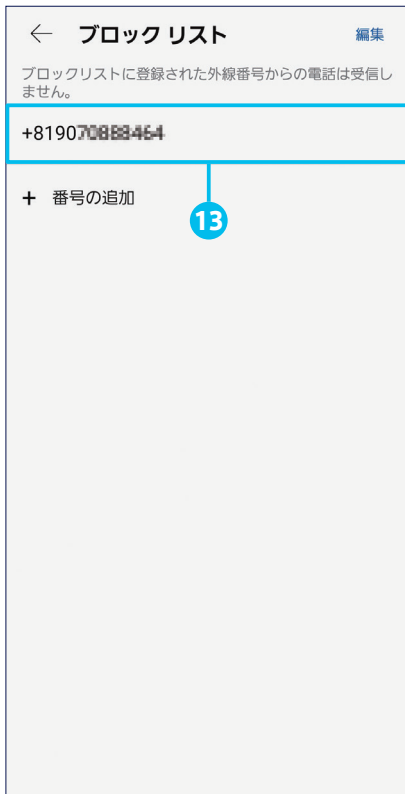 ← ブロック リスト 編集
ブロックリストに登録された外線番号からの電話は受信し
ません。
+8190
+ 番号の追加
13